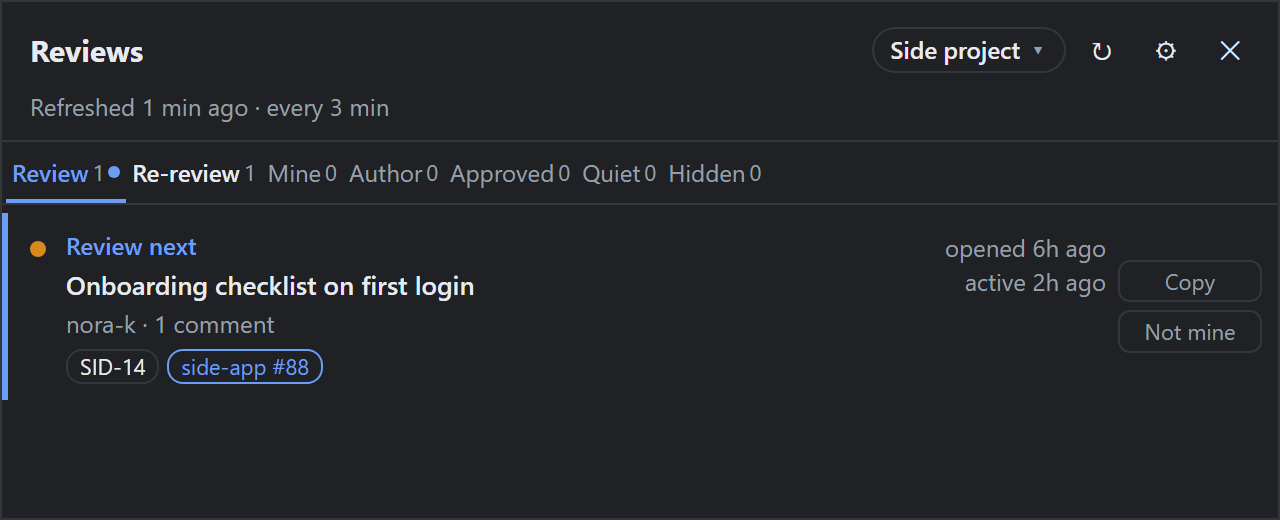 Reviews
Side project
Refreshed 1 min ago · every 3 min
Review 1 Re-review 1 Mine 0 Author 0 Approved 0 Quiet 0 Hidden 0
Review next
opened 6h ago
Onboarding checklist on first login
active 2h ago
Copy
nora-k · 1 comment
Not mine
SID-14 side-app #88